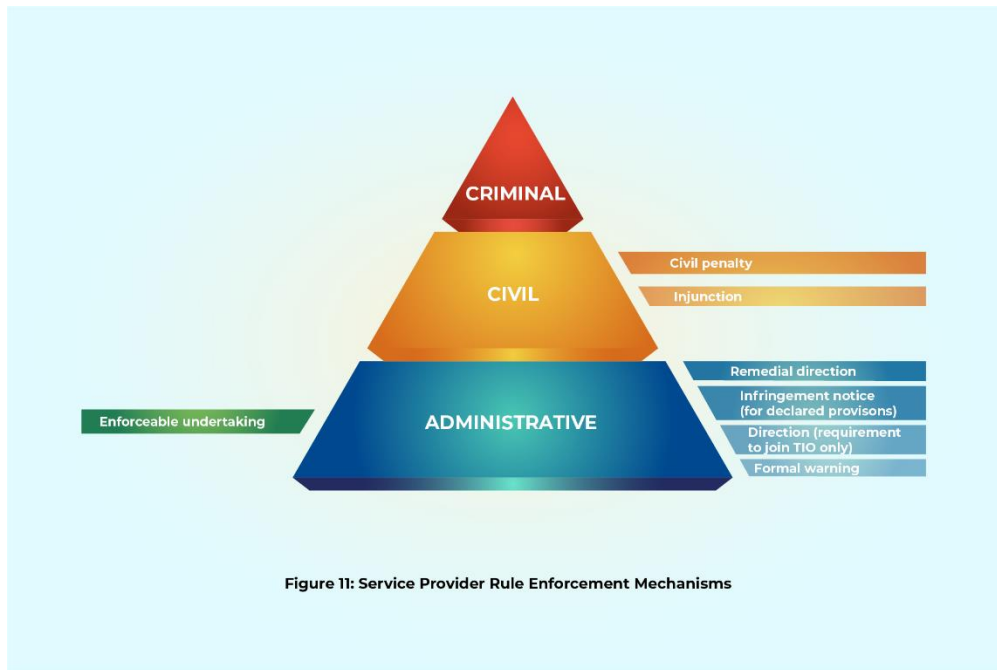 CRIMINAL
Civil penalty
CIVIL
Injunction
Remedial direction
Infringement notice
(for declared provisons)
Enforceable undertaking
ADMINISTRATIVE
Direction (requirement
to join TIO only)
Formal warning
Figure 11: Service Provider Rule Enforcement Mechanisms